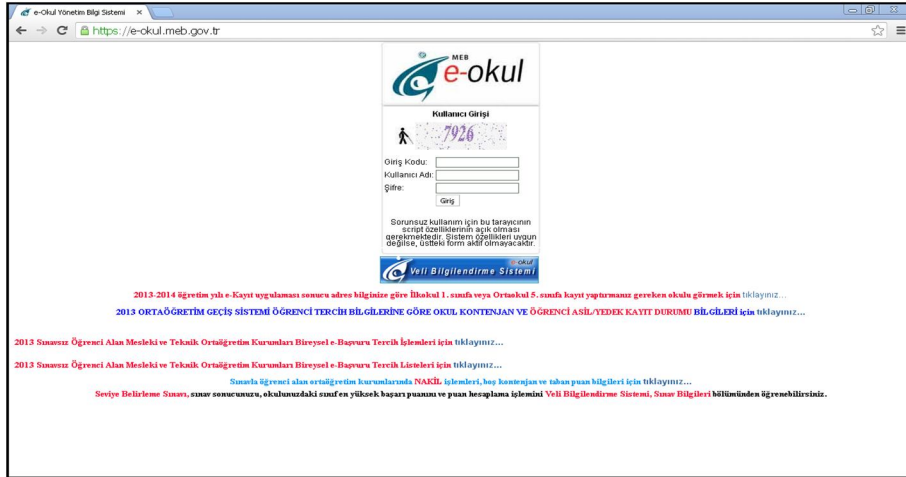 e-Okul Yönetim Bilgi Sistemi
https://e-okul.meb.gov.tr
MEB
e-okul
Kullanıcı Girişi
7926
Giriş Kodu:
Kullanıcı Adı:
Şifre:
Giriş
Sorunsuz kullanım için bu tarayıcının
script özelliklerinin açık olması
gerekmektedir. Sistem özellikleri uygun
değilse, üstteki form aktif olmayacaktır.
e-okul
Veli Bilgilendirme Sistemi
2013-2014 öğretim yılı e-Kayıt uygulaması sonucu adres bilginize göre İlkokul 1. sınıfa veya Ortaokul 5. sınıfa kayıt yaptırmanız gereken okulu görmek için tıklayınız...
2013 ORTAÖĞRETİM GEÇİŞ SİSTEMİ ÖĞRENCİ TERCİH BİLGİLERİNE GÖRE OKUL KONTENJAN VE ÖĞRENCİ ASİL/YEDEK KAYIT DURUMU BİLGİLERİ için tıklayınız...
2013 Sınavsız Öğrenci Alan Mesleki ve Teknik Ortaöğretim Kurumları Bireysel e-Başvuru Tercih İşlemleri için tıklayınız...
2013 Sınavsız Öğrenci Alan Mesleki ve Teknik Ortaöğretim Kurumları Bireysel e-Başvuru Tercih Listeleri için tıklayınız...
Sınavla öğrenci alan ortaöğretim kurumlarında NAKİL işlemleri, boş kontenjan ve taban puan bilgileri için tıklayınız...
Seviye Belirleme Sınavı, sınav sonucunuzu, okulunuzdaki sınıf en yüksek başarı puanını ve puan hesaplama işlemini Veli Bilgilendirme Sistemi, Sınav Bilgileri bölümünden öğrenebilirsiniz.